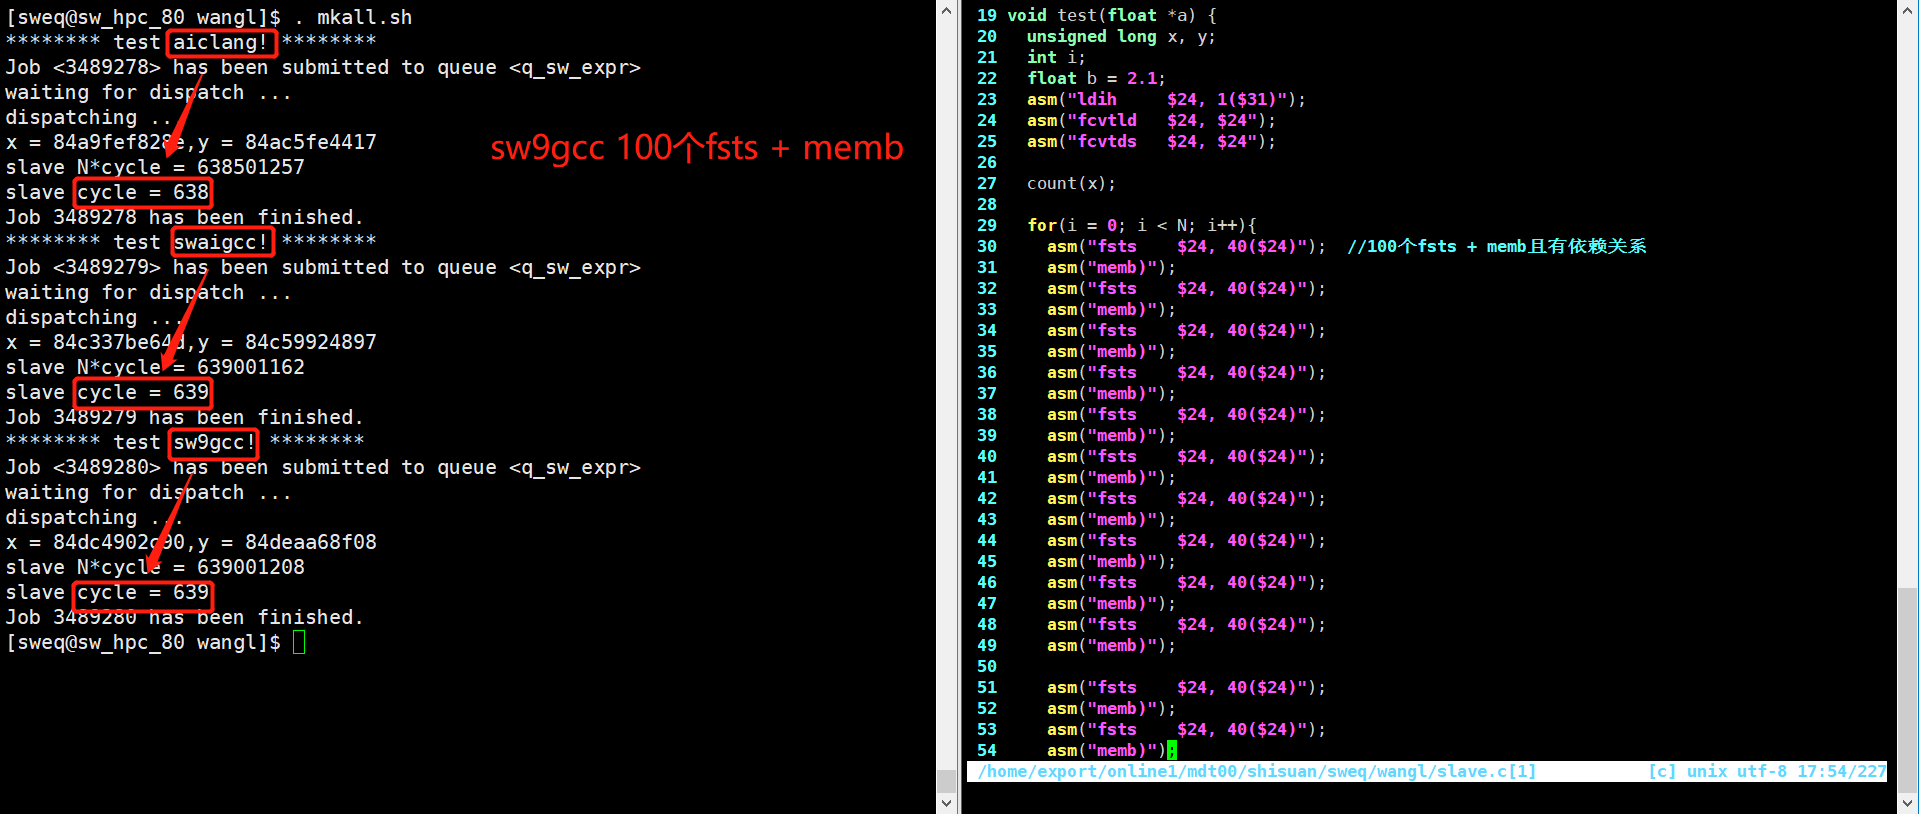 [sweq@sw_hpc_80 wangl]$ . mkall.sh
******** test aiclang! ********
Job <3489278> has been submitted to queue <q_sw_expr>
waiting for dispatch ...
dispatching ...
x = 84a9fef828e,y = 84ac5fe4417
slave N*cycle = 638501257
slave cycle = 638
Job 3489278 has been finished.
******** test swaigcc! ********
Job <3489279> has been submitted to queue <q_sw_expr>
waiting for dispatch ...
dispatching ...
x = 84c337be64d,y = 84c59924897
slave N*cycle = 639001162
slave cycle = 639
Job 3489279 has been finished.
******** test sw9gcc! ********
Job <3489280> has been submitted to queue <q_sw_expr>
waiting for dispatch ...
dispatching ...
x = 84dc4902c90,y = 84deaa68f08
slave N*cycle = 639001208
slave cycle = 639
Job 3489280 has been finished.
[sweq@sw_hpc_80 wangl]$
sw9gcc 100个fsts + memb
19 void test(float *a) {
20 unsigned long x, y;
21 int i;
22 float b = 2.1;
23 asm("ldih $24, 1($31)");
24 asm("fcvtld $24, $24");
25 asm("fcvtds $24, $24");
26
27 count(x);
28
29 for(i = 0; i < N; i++){
30 asm("fsts $24, 40($24)"); //100个fsts + memb且有依赖关系
31 asm("memb)");
32 asm("fsts $24, 40($24)");
33 asm("memb)");
34 asm("fsts $24, 40($24)");
35 asm("memb)");
36 asm("fsts $24, 40($24)");
37 asm("memb)");
38 asm("fsts $24, 40($24)");
39 asm("memb)");
40 asm("fsts $24, 40($24)");
41 asm("memb)");
42 asm("fsts $24, 40($24)");
43 asm("memb)");
44 asm("fsts $24, 40($24)");
45 asm("memb)");
46 asm("fsts $24, 40($24)");
47 asm("memb)");
48 asm("fsts $24, 40($24)");
49 asm("memb)");
50
51 asm("fsts $24, 40($24)");
52 asm("memb)");
53 asm("fsts $24, 40($24)");
54 asm("memb)");
/home/export/online1/mdt00/shisuan/sweq/wangl/slave.c[1] [c] unix utf-8 17:54/227